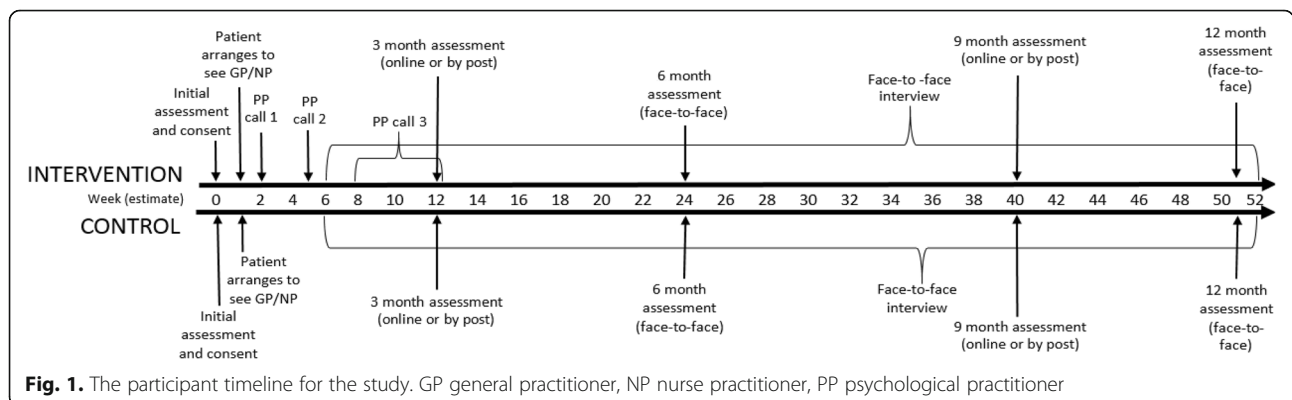 Patient
arranges to
see GP/NP
Initial
assessment
and consent
PP
call 1
PP
call 2
PP call 3
3 month assessment
(online or by post)
6 month
assessment
(face-to-face)
Face-to -face
interview
9 month assessment
(online or by post)
12 month
assessment
(face-to-
face)
INTERVENTION
Week (estimate) 0 2 4 6 8 10 12 14 16 18 20 22 24 26 28 30 32 34 36 38 40 42 44 46 48 50 52
CONTROL
Initial
assessment
and consent
Patient
arranges to
see GP/NP
3 month assessment
(online or by post)
6 month
assessment
(face-to-face)
Face-to-face
interview
9 month assessment
(online or by post)
12 month
assessment
(face-to-
face)
Fig. 1. The participant timeline for the study. GP general practitioner, NP nurse practitioner, PP psychological practitioner